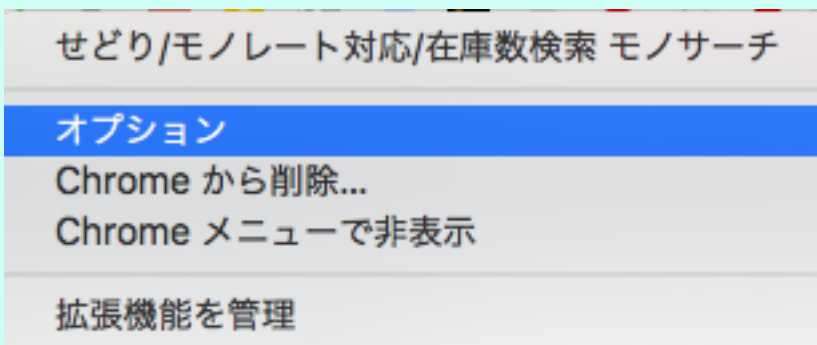 せどり/モノレート対応/在庫数検索 モノサーチ
オプション
Chrome から削除...
Chrome メニューで非表示
拡張機能を管理